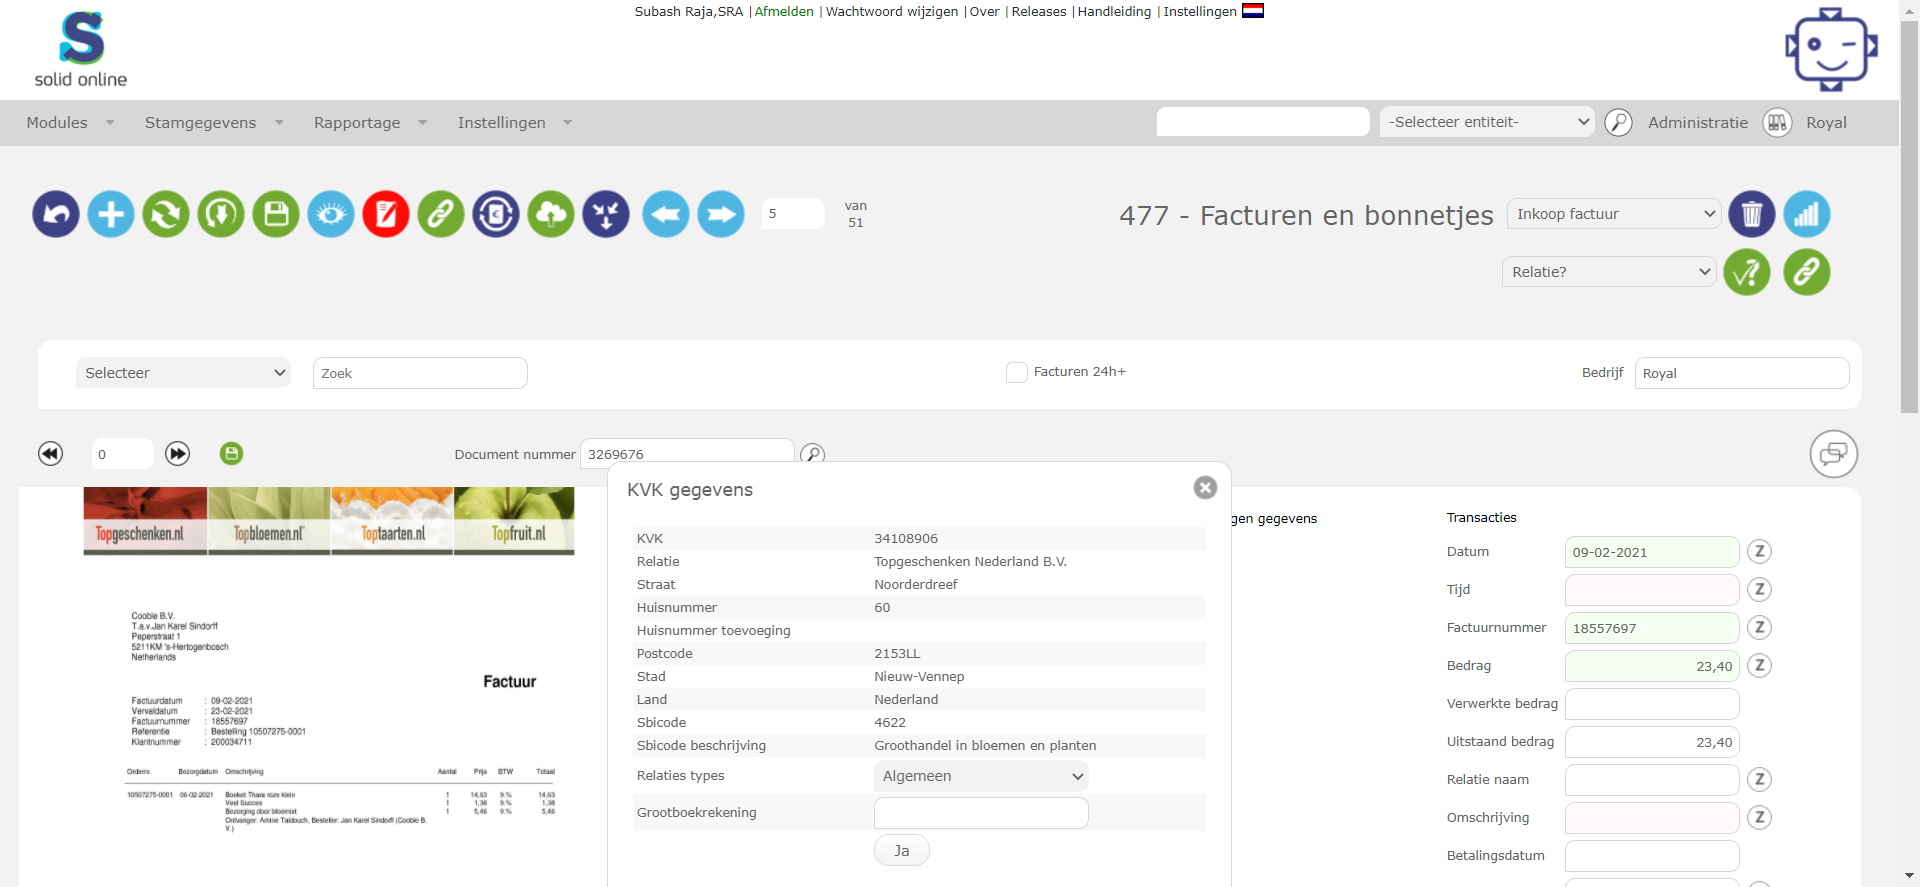 Subash Raja,SRA |Afmelden |Wachtwoord wijzigen |Over |Releases |Handleiding |Instellingen
S
solid online
Modules Stamgegevens Rapportage Instellingen -Selecteer entiteit- Administratie Royal
5 van 51
477 - Facturen en bonnetjes Inkoop factuur
Relatie?
Selecteer Zoek Facturen 24h+ Bedrijf Royal
0 Document nummer 3269676
Topgeschenken.nl Topbloemen.nl Toptaarten.nl Topfruit.nl
Cooble B.V.
T.a.v.Jan Karel Sindorff
Peperstraat 1
5211KM 's-Hertogenbosch
Netherlands
Factuur
Factuurdatum : 09-02-2021
Vervaldatum : 23-02-2021
Factuurnummer : 18557697
Referentie : Bestelling 10507275-0001
Klantnummer : 200034711
Ordernr. Bezorgdatum Omschrijving Aantal Prijs BTW Totaal
10507275-0001 06-02-2021 Boeket Thara roze klein 1 14,63 9.% 14,63
Veel Succes 1 1,38 9.% 1,38
Bezorging door bloemist 1 5,46 9.% 5,46
Ontvanger: Amine Taidouch, Besteller: Jan Karel Sindorff (Cooble B.
V.)
KVK gegevens
KVK 34108906
Relatie Topgeschenken Nederland B.V.
Straat Noorderdreef
Huisnummer 60
Huisnummer toevoeging
Postcode 2153LL
Stad Nieuw-Vennep
Land Nederland
Sbicode 4622
Sbicode beschrijving Groothandel in bloemen en planten
Relaties types Algemeen
Grootboekrekening
Ja
gen gegevens
Transacties
Datum 09-02-2021 Z
Tijd Z
Factuurnummer 18557697 Z
Bedrag 23,40 Z
Verwerkte bedrag
Uitstaand bedrag 23,40
Relatie naam Z
Omschrijving Z
Betalingsdatum